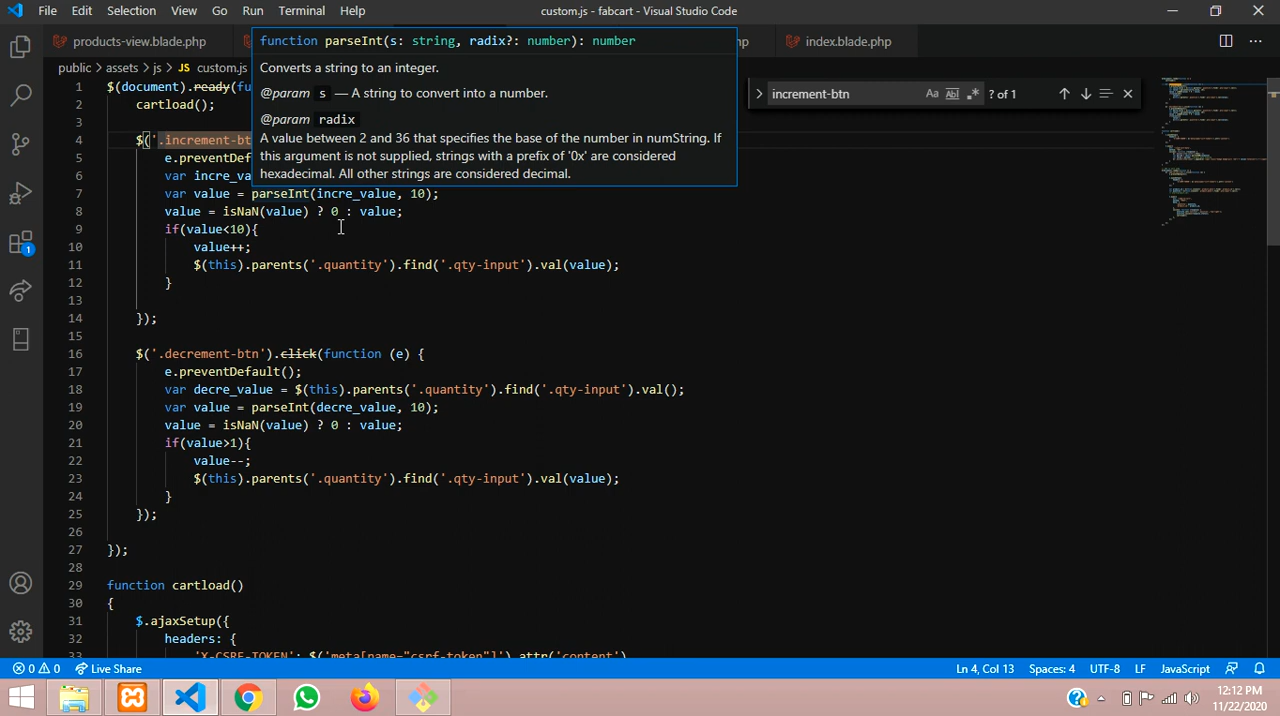 File Edit Selection View Go Run Terminal Help
custom.js - fabcart - Visual Studio Code
products-view.blade.php
index.blade.php
public > assets > js > JS custom.js
function parseInt(s: string, radix?: number): number
Converts a string to an integer.
@param s — A string to convert into a number.
@param radix
A value between 2 and 36 that specifies the base of the number in numString. If
this argument is not supplied, strings with a prefix of '0x' are considered
hexadecimal. All other strings are considered decimal.
increment-btn
? of 1
1 $(document).ready(fu
2 cartload();
3
4 $('.increment-bt
5 e.preventDef
6 var incre_va
7 var value = parseInt(incre_value, 10);
8 value = isNaN(value) ? 0 : value;
9 if(value<10){
10 value++;
11 $(this).parents('.quantity').find('.qty-input').val(value);
12 }
13
14 });
15
16 $('.decrement-btn').click(function (e) {
17 e.preventDefault();
18 var decre_value = $(this).parents('.quantity').find('.qty-input').val();
19 var value = parseInt(decre_value, 10);
20 value = isNaN(value) ? 0 : value;
21 if(value>1){
22 value--;
23 $(this).parents('.quantity').find('.qty-input').val(value);
24 }
25 });
26
27 });
28
29 function cartload()
30 {
31 $.ajaxSetup({
32 headers: {
33 'X-CSRF-TOKEN': $('meta[name="csrf-token"]').attr('content')
0 0 Live Share
Ln 4, Col 13 Spaces: 4 UTF-8 LF JavaScript
12:12 PM
11/22/2020